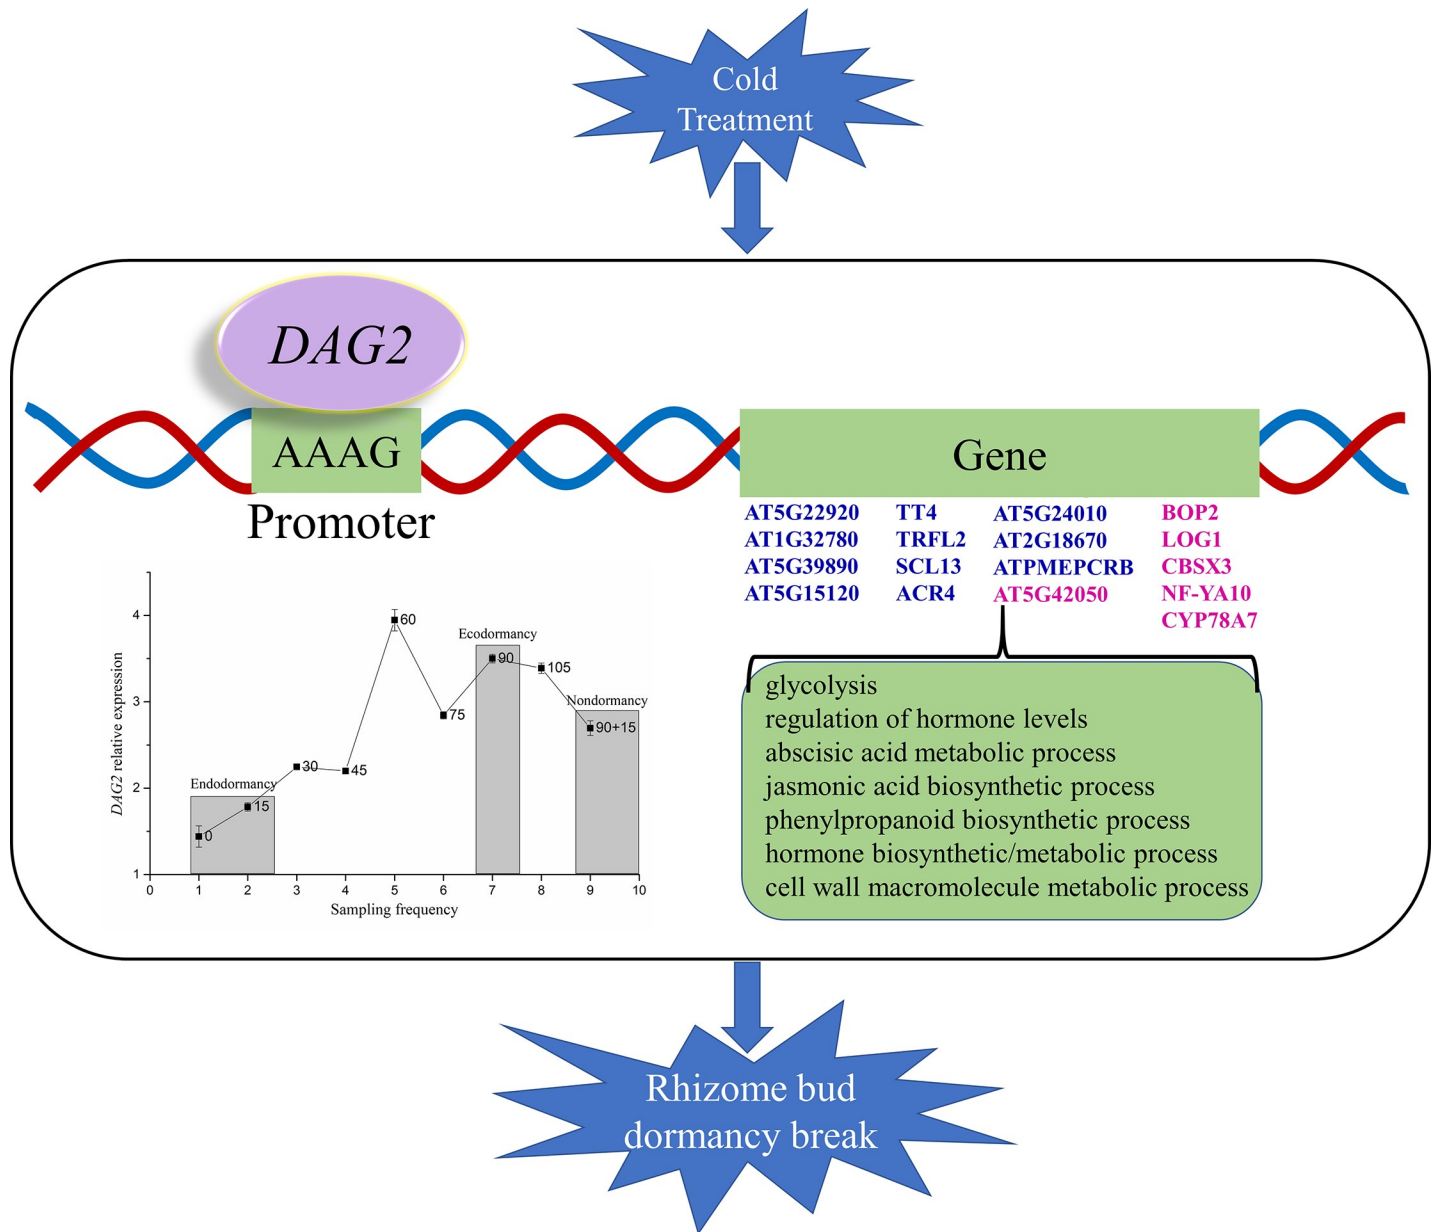 Cold
Treatment
DAG2
AAAG
Gene
Promoter
AT5G22920 TT4 AT5G24010 BOP2
AT1G32780 TRFL2 AT2G18670 LOG1
AT5G39890 SCL13 ATPMEPCRB CBSX3
AT5G15120 ACR4 AT5G42050 NF-YA10
CYP78A7
DAG2 relative expression
4
3
2
1
Endodormancy
Ecodormancy
Nondormancy
0
15
30
45
60
75
90
105
90+15
0 1 2 3 4 5 6 7 8 9 10
Sampling frequency
glycolysis
regulation of hormone levels
abscisic acid metabolic process
jasmonic acid biosynthetic process
phenylpropanoid biosynthetic process
hormone biosynthetic/metabolic process
cell wall macromolecule metabolic process
Rhizome bud
dormancy break